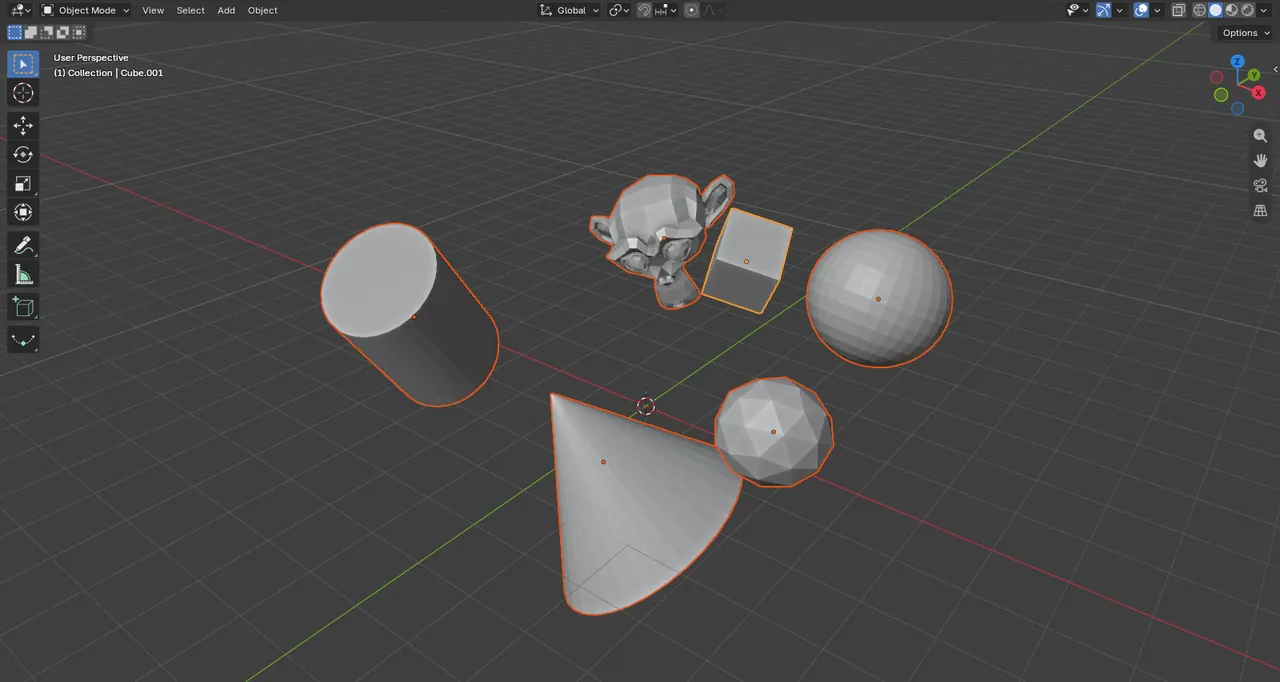 Object Mode View Select Add Object Global
Options
User Perspective
(1) Collection | Cube.001
Z
Y
X